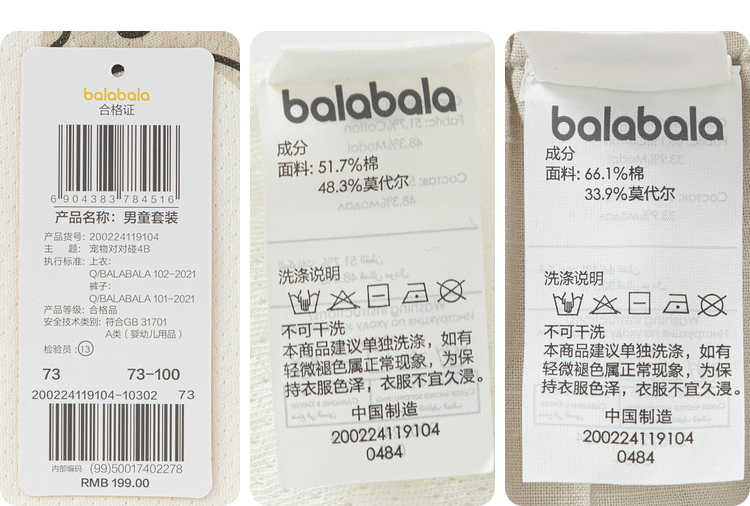 balabala
合格证
6 904383 784516
产品名称: 男童套装
产品货号: 200224119104
主 题: 宠物对对碰4B
执行标准: 上衣:
Q/BALABALA 102-2021
裤子:
Q/BALABALA 101-2021
产品等级: 合格品
安全技术类别: 符合GB 31701
A类 (婴幼儿用品)
检验员: 13
73 73-100
200224119104-10302 73
内部编码 (99)50017402278
RMB 199.00
balabala
成分
面料: 51.7%棉
48.3%莫代尔
洗涤说明
不可干洗
本商品建议单独洗涤，如有
轻微褪色属正常现象，为保
持衣服色泽，衣服不宜久浸。
中国制造
200224119104
0484
balabala
成分
面料: 66.1%棉
33.9%莫代尔
洗涤说明
不可干洗
本商品建议单独洗涤，如有
轻微褪色属正常现象，为保
持衣服色泽，衣服不宜久浸。
中国制造
200224119104
0484